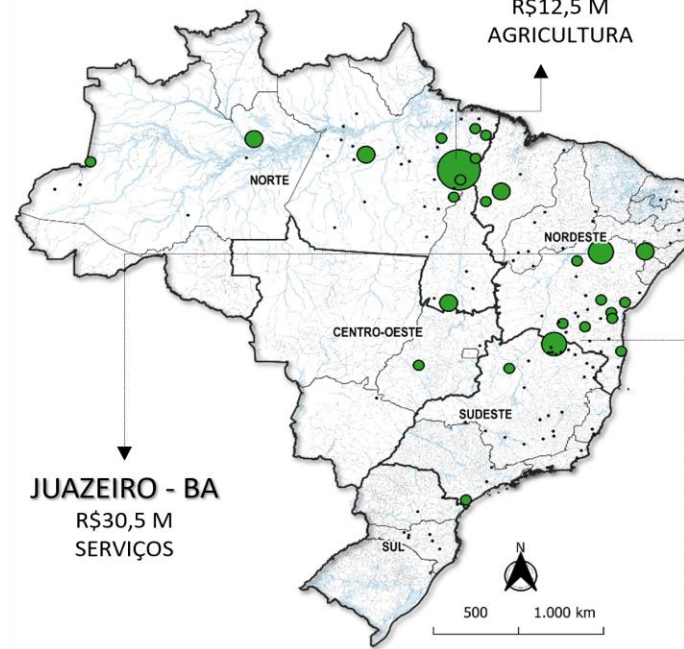 R$12,5 M
AGRICULTURA
NORTE
NORDESTE
CENTRO-OESTE
SUDESTE
JUAZEIRO - BA
R$30,5 M
SERVIÇOS
SUL
N
500 1.000 km